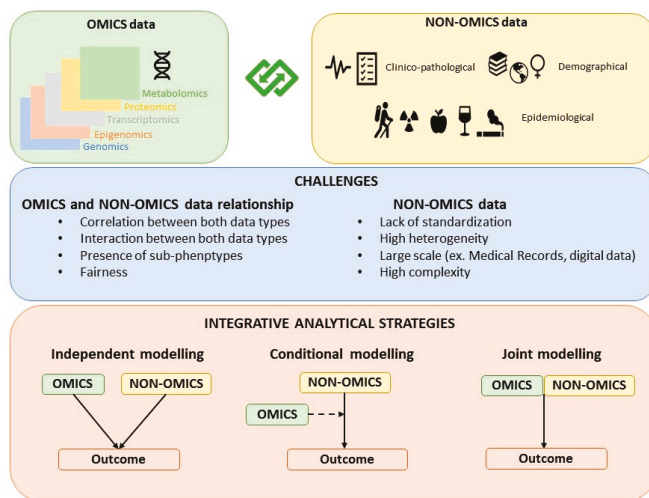 OMICS data
Metabolomics
Proteomics
Transcriptomics
Epigenomics
Genomics
NON-OMICS data
Clinico-pathological
Demographical
Epidemiological
CHALLENGES
OMICS and NON-OMICS data relationship
• Correlation between both data types
• Interaction between both data types
• Presence of sub-phenptypes
• Fairness
NON-OMICS data
• Lack of standardization
• High heterogeneity
• Large scale (ex. Medical Records, digital data)
• High complexity
INTEGRATIVE ANALYTICAL STRATEGIES
Independent modelling
OMICS
NON-OMICS
Outcome
Conditional modelling
NON-OMICS
OMICS
Outcome
Joint modelling
OMICS
NON-OMICS
Outcome